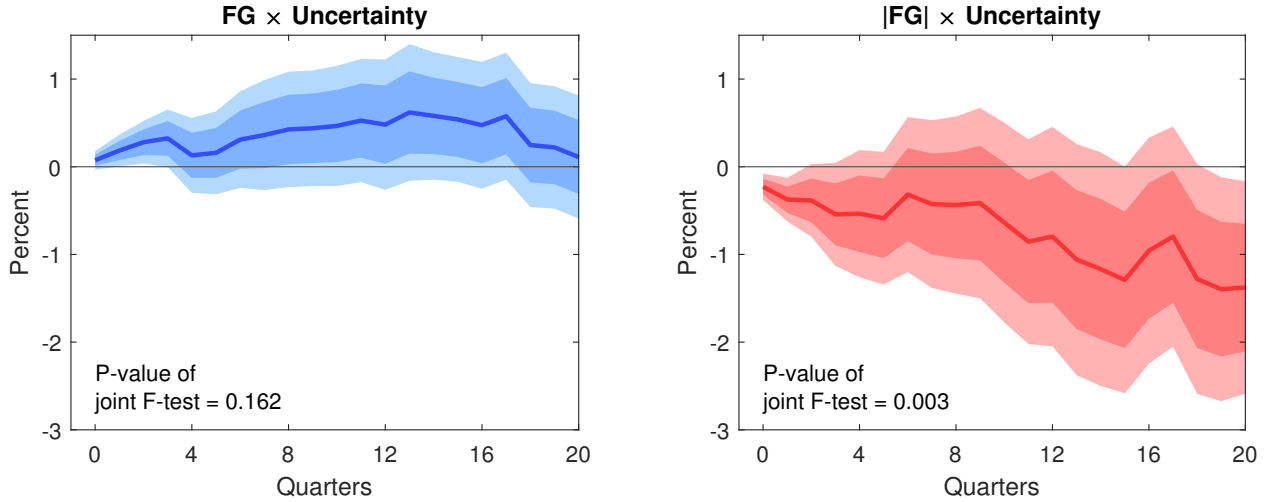 FG × Uncertainty
1
0
-1
-2
-3
Percent
P-value of
joint F-test = 0.162
0 4 8 12 16 20
Quarters
|FG| × Uncertainty
1
0
-1
-2
-3
Percent
P-value of
joint F-test = 0.003
0 4 8 12 16 20
Quarters